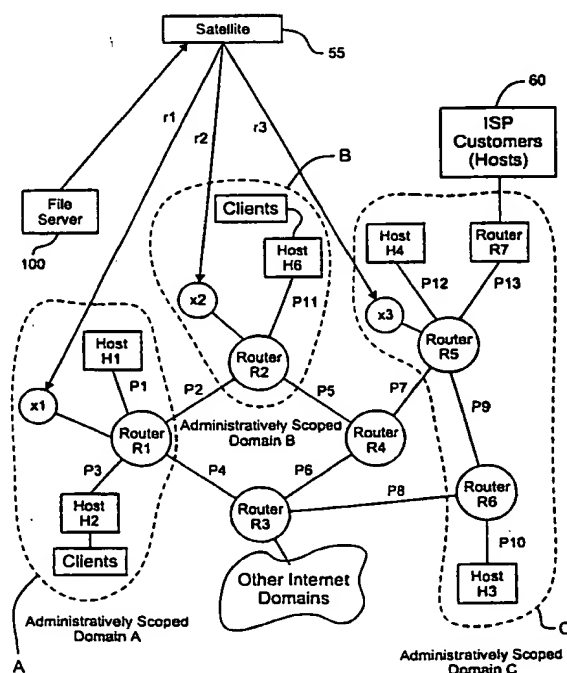 Satellite
55
r1
r2
r3
60
ISP
Customers
(Hosts)
B
File
Server
100
Clients
Host
H6
Host
H4
Router
R7
P12
P13
x2
P11
x3
Router
R5
Host
H1
Router
R2
P1
P2
P5
P7
P9
x1
Administratively Scoped
Domain B
Router
R1
Router
R4
P3
P4
P6
P8
Router
R6
Host
H2
Router
R3
P10
Clients
Other Internet
Domains
Host
H3
Administratively Scoped
Domain A
A
C
Administratively Scoped
Domain C